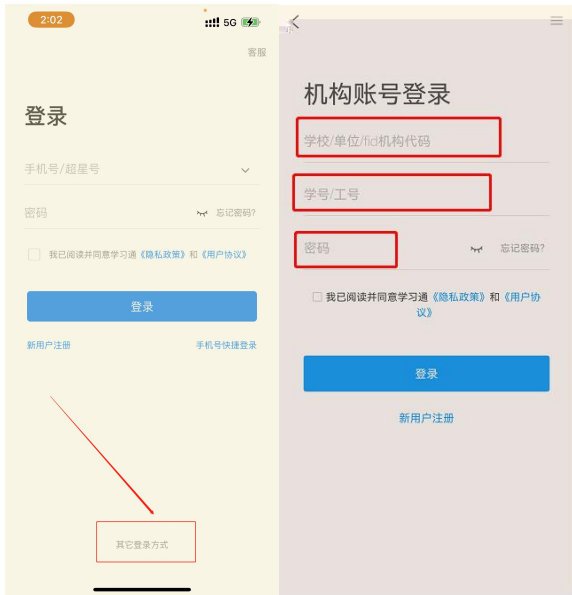 2:02
5G
客服
登录
手机号/超星号
密码
忘记密码?
我已阅读并同意学习通《隐私政策》和《用户协议》
登录
新用户注册
手机号快捷登录
其它登录方式
机构账号登录
学校/单位/fid机构代码
学号/工号
密码
忘记密码?
我已阅读并同意学习通《隐私政策》和《用户协
议》
登录
新用户注册